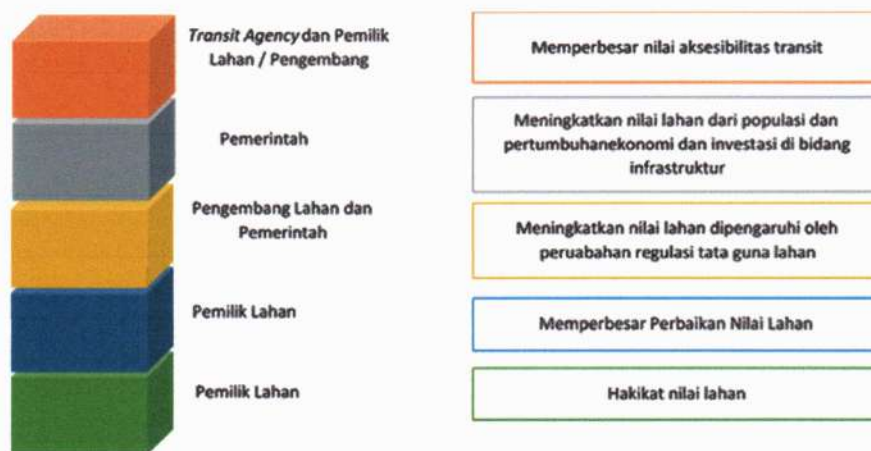 Transit Agency dan Pemilik
Lahan / Pengembang
Memperbesar nilai aksesibilitas transit
Pemerintah
Meningkatkan nilai lahan dari populasi dan
pertumbuhanekonomi dan investasi di bidang
infrastruktur
Pengembang Lahan dan
Pemerintah
Meningkatkan nilai lahan dipengaruhi oleh
peruabahan regulasi tata guna lahan
Pemilik Lahan
Memperbesar Perbaikan Nilai Lahan
Pemilik Lahan
Hakikat nilai lahan